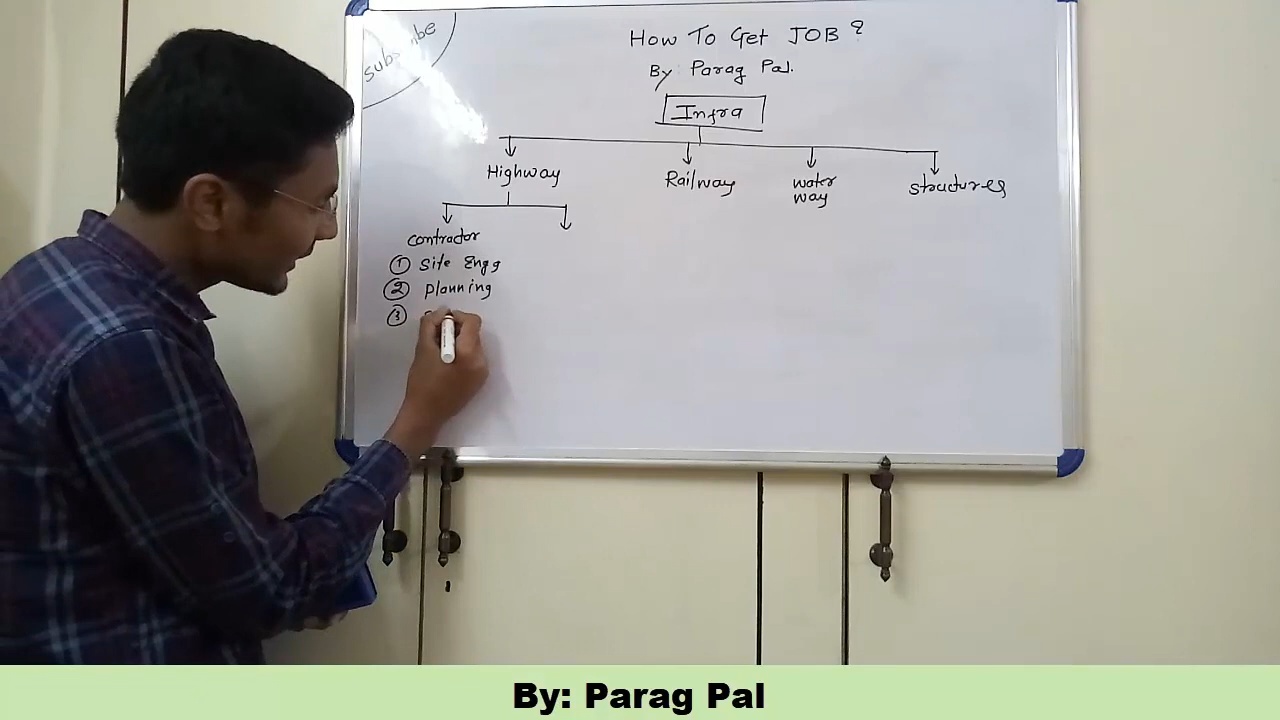 Subscribe
How To Get JOB ?
By: Parag Pal.
Infra
Highway Railway water way structures
contractor
① Site Engg
② planning
③
By: Parag Pal